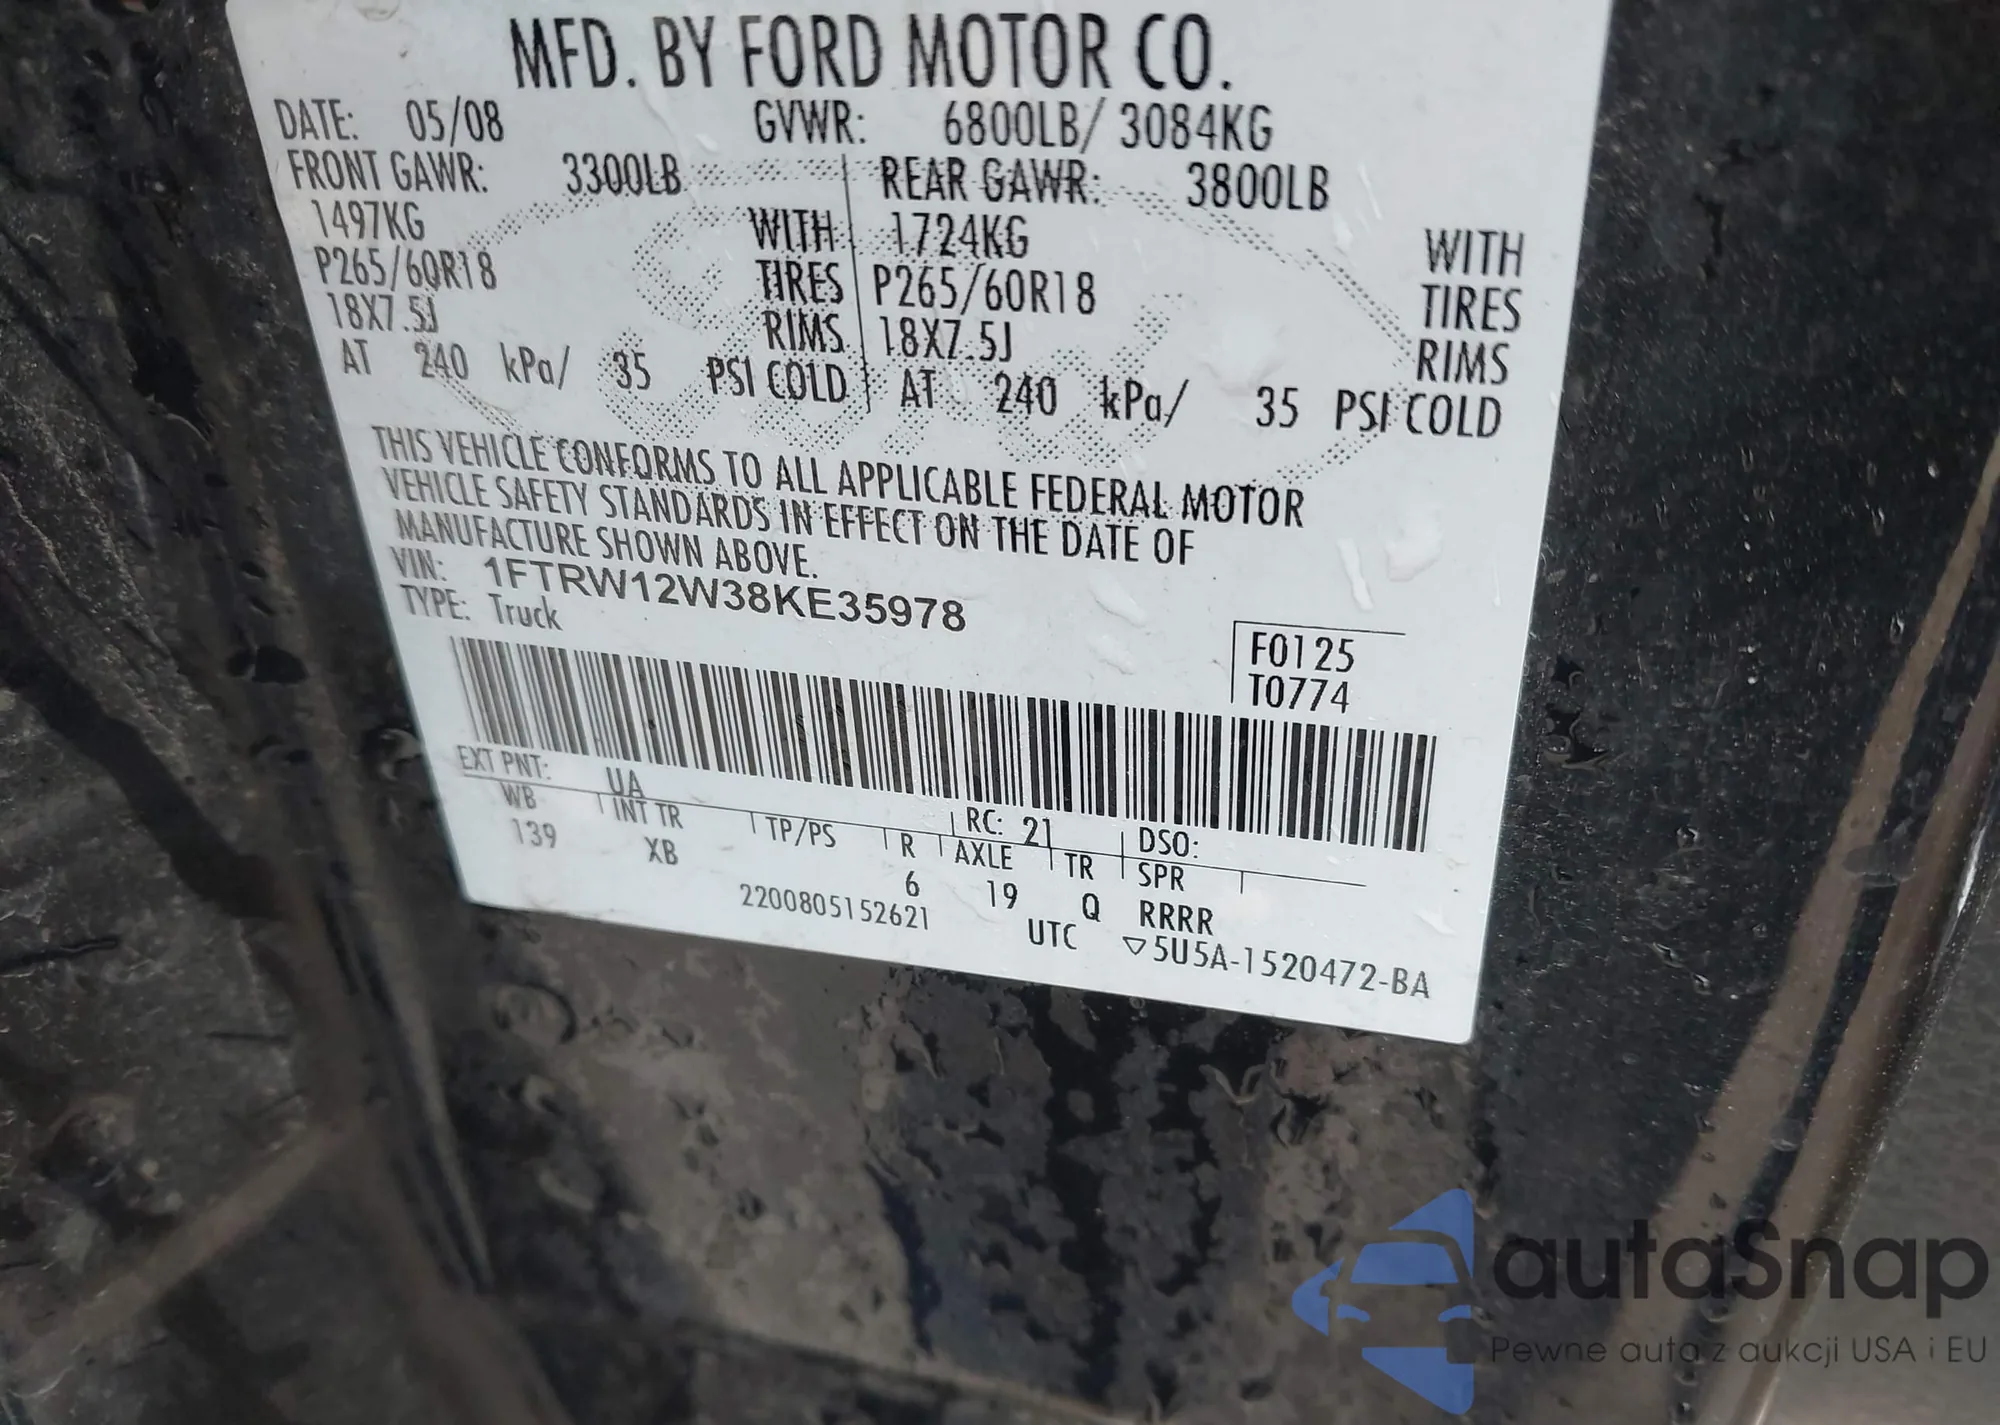 MFD. BY FORD MOTOR CO.
DATE: 05/08 GVWR: 6800LB/ 3084KG
FRONT GAWR: 3300LB REAR GAWR: 3800LB
1497KG WITH 1724KG WITH
P265/60R18 TIRES P265/60R18 TIRES
18X7.5J RIMS 18X7.5J RIMS
AT 240 kPa/ 35 PSI COLD AT 240 kPa/ 35 PSI COLD
THIS VEHICLE CONFORMS TO ALL APPLICABLE FEDERAL MOTOR
VEHICLE SAFETY STANDARDS IN EFFECT ON THE DATE OF
MANUFACTURE SHOWN ABOVE.
VIN: 1FTRW12W38KE35978
TYPE: Truck
F0125
T0774
EXT PNT: UA RC: 21 DSO:
WB INT TR TP/PS R AXLE TR SPR
139 XB 6 19 Q RRRR
2200805152621 UTC ▽5U5A-1520472-BA
autaSnap
Pewne auta z aukcji USA i EU